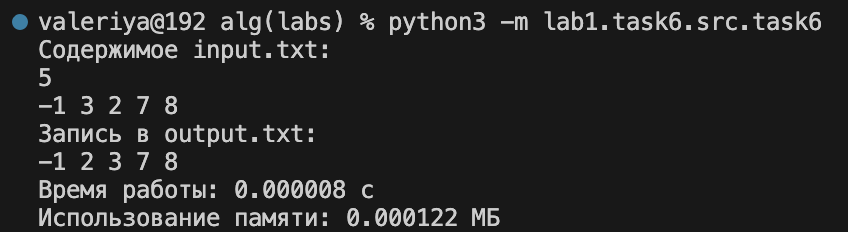 valeriya@192 alg(labs) % python3 -m lab1.task6.src.task6
Содержимое input.txt:
5
-1 3 2 7 8
Запись в output.txt:
-1 2 3 7 8
Время работы: 0.000008 с
Использование памяти: 0.000122 МБ